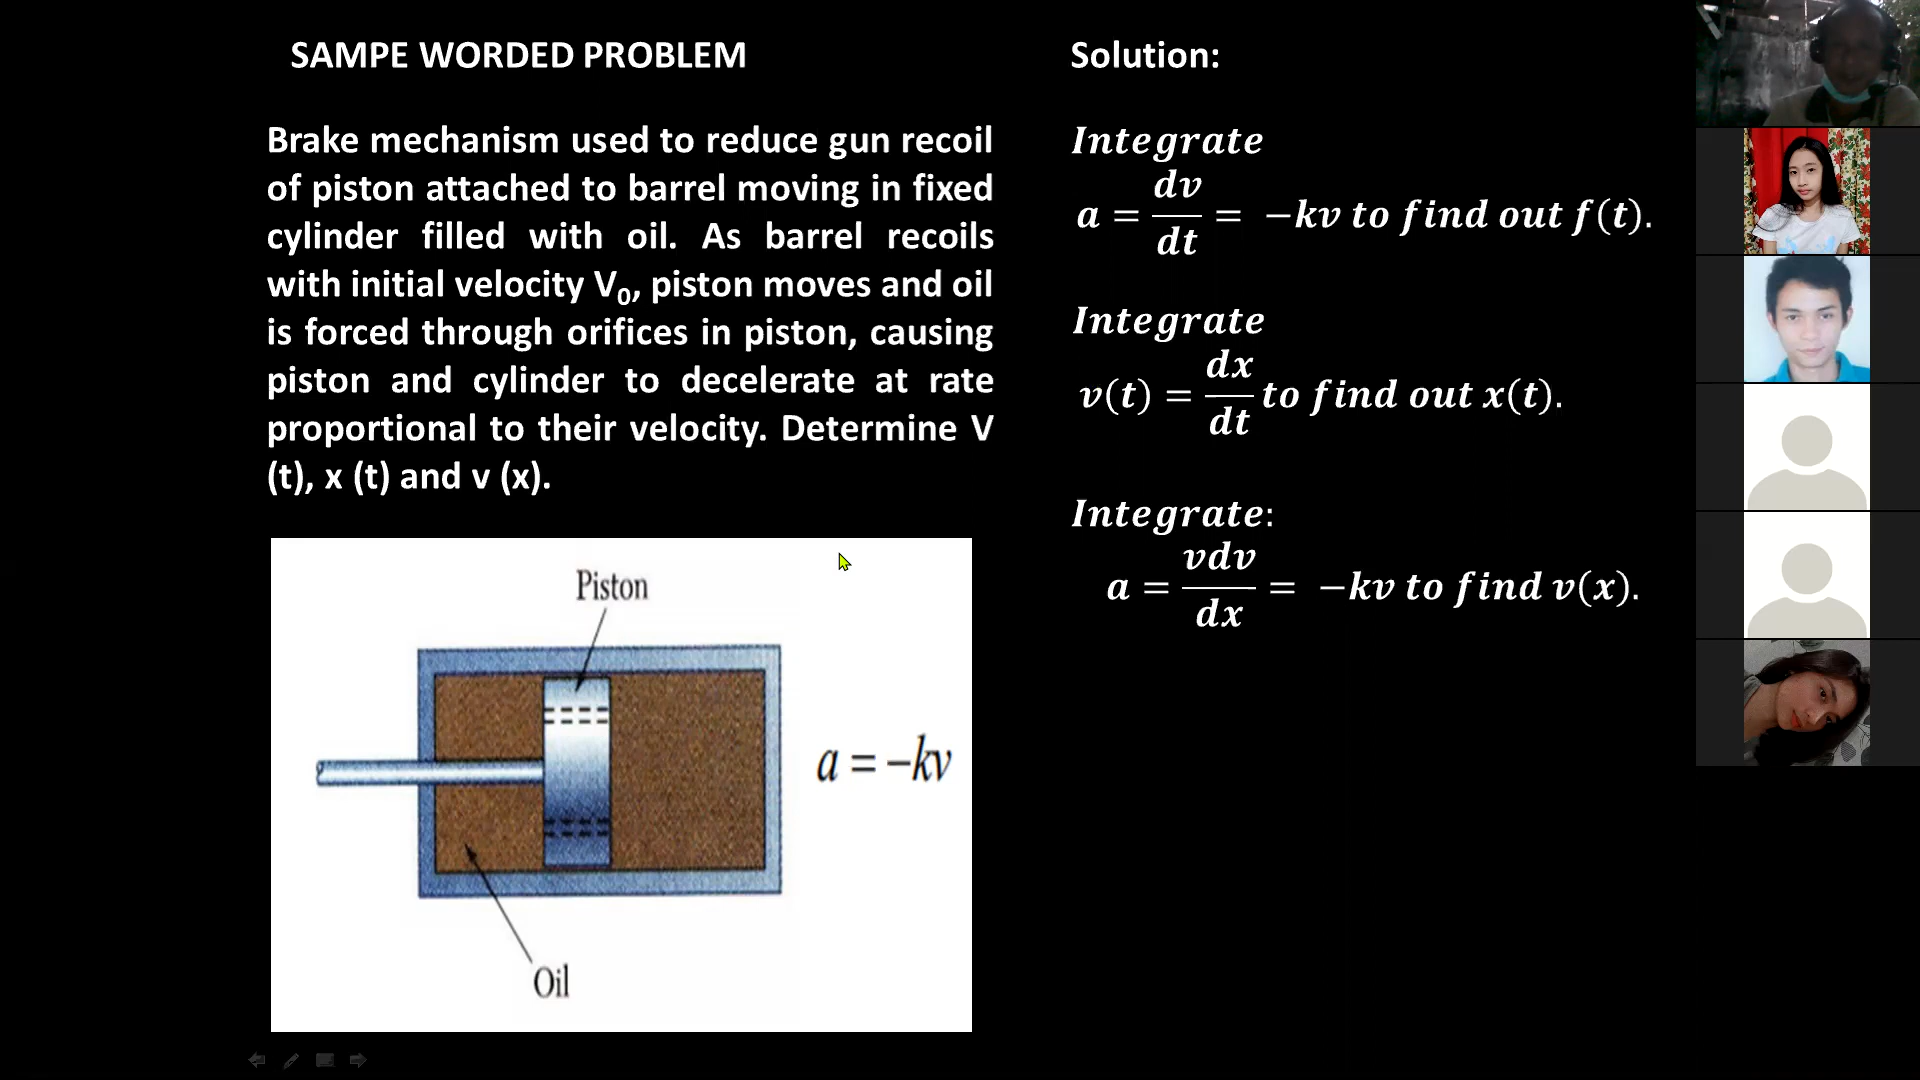 SAMPE WORDED PROBLEM
Brake mechanism used to reduce gun recoil
of piston attached to barrel moving in fixed
cylinder filled with oil. As barrel recoils
with initial velocity V₀, piston moves and oil
is forced through orifices in piston, causing
piston and cylinder to decelerate at rate
proportional to their velocity. Determine V
(t), x (t) and v (x).
Piston
a = −kv
Oil
Solution:
Integrate
a = dv/dt = −kv to find out f(t).
Integrate
v(t) = dx/dt to find out x(t).
Integrate:
a = vdv/dx = −kv to find v(x).